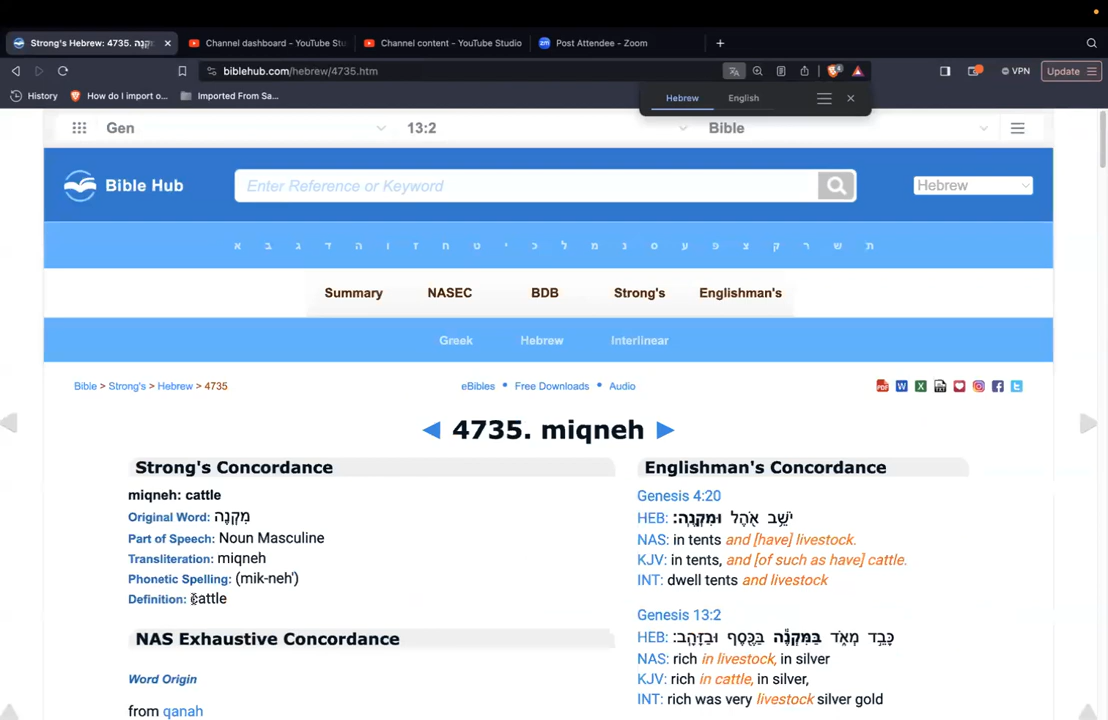 Strong's Hebrew: 4735. מִקְנֶה
Channel dashboard - YouTube Stu
Channel content - YouTube Studio
Post Attendee - Zoom
biblehub.com/hebrew/4735.htm
VPN
Update
History
How do I import o...
Imported From Sa...
Hebrew
English
Gen
13:2
Bible
Bible Hub
Enter Reference or Keyword
Hebrew
א ב ג ד ה ו ז ח ט י כ ל מ נ ס ע פ צ ק ר ש ת
Summary NASEC BDB Strong's Englishman's
Greek Hebrew Interlinear
Bible > Strong's > Hebrew > 4735
eBibles • Free Downloads • Audio
◄ 4735. miqneh ►
Strong's Concordance
miqneh: cattle
Original Word: מִקְנֶה
Part of Speech: Noun Masculine
Transliteration: miqneh
Phonetic Spelling: (mik-neh')
Definition: cattle
NAS Exhaustive Concordance
Word Origin
from qanah
Englishman's Concordance
Genesis 4:20
HEB: יֹשֵׁ֥ב אֹ֖הֶל וּמִקְנֶֽה׃
NAS: in tents and [have] livestock.
KJV: in tents, and [of such as have] cattle.
INT: dwell tents and livestock
Genesis 13:2
HEB: כָּבֵ֣ד מְאֹ֑ד בַּמִּקְנֶ֕ה בַּכֶּ֖סֶף וּבַזָּהָֽב׃
NAS: rich in livestock, in silver
KJV: rich in cattle, in silver,
INT: rich was very livestock silver gold